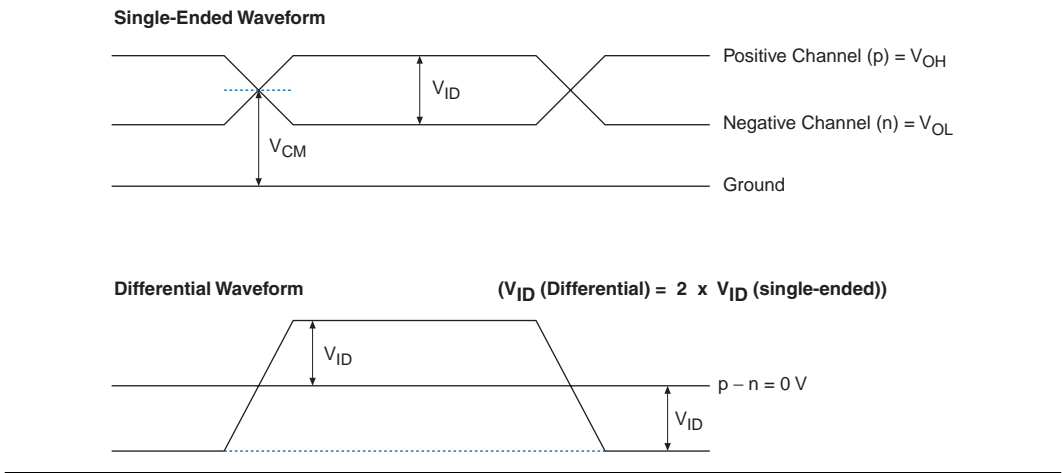 Single-Ended Waveform
Positive Channel (p) = VOH
VID
Negative Channel (n) = VOL
VCM
Ground
Differential Waveform (VID (Differential) = 2 x VID (single-ended))
VID
p − n = 0 V
VID